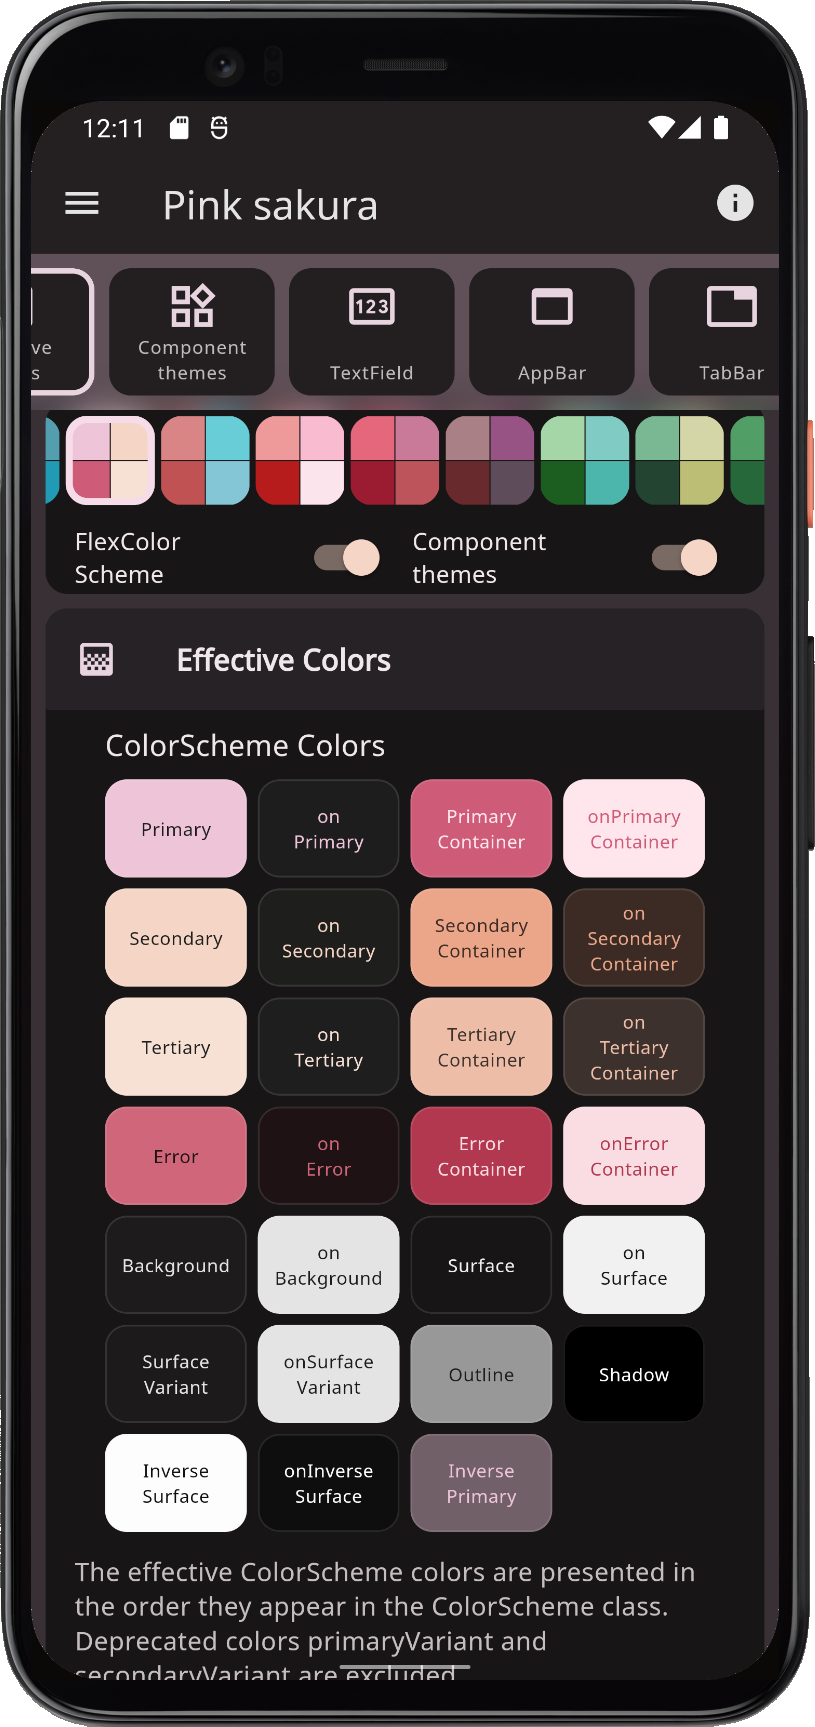 12:11
Pink sakura
ve
s
Component
themes
123
TextField
AppBar
TabBar
FlexColor
Scheme
Component
themes
Effective Colors
ColorScheme Colors
Primary
on
Primary
Primary
Container
onPrimary
Container
Secondary
on
Secondary
Secondary
Container
on
Secondary
Container
Tertiary
on
Tertiary
Tertiary
Container
on
Tertiary
Container
Error
on
Error
Error
Container
onError
Container
Background
on
Background
Surface
on
Surface
Surface
Variant
onSurface
Variant
Outline
Shadow
Inverse
Surface
onInverse
Surface
Inverse
Primary
The effective ColorScheme colors are presented in
the order they appear in the ColorScheme class.
Deprecated colors primaryVariant and
secondaryVariant are excluded